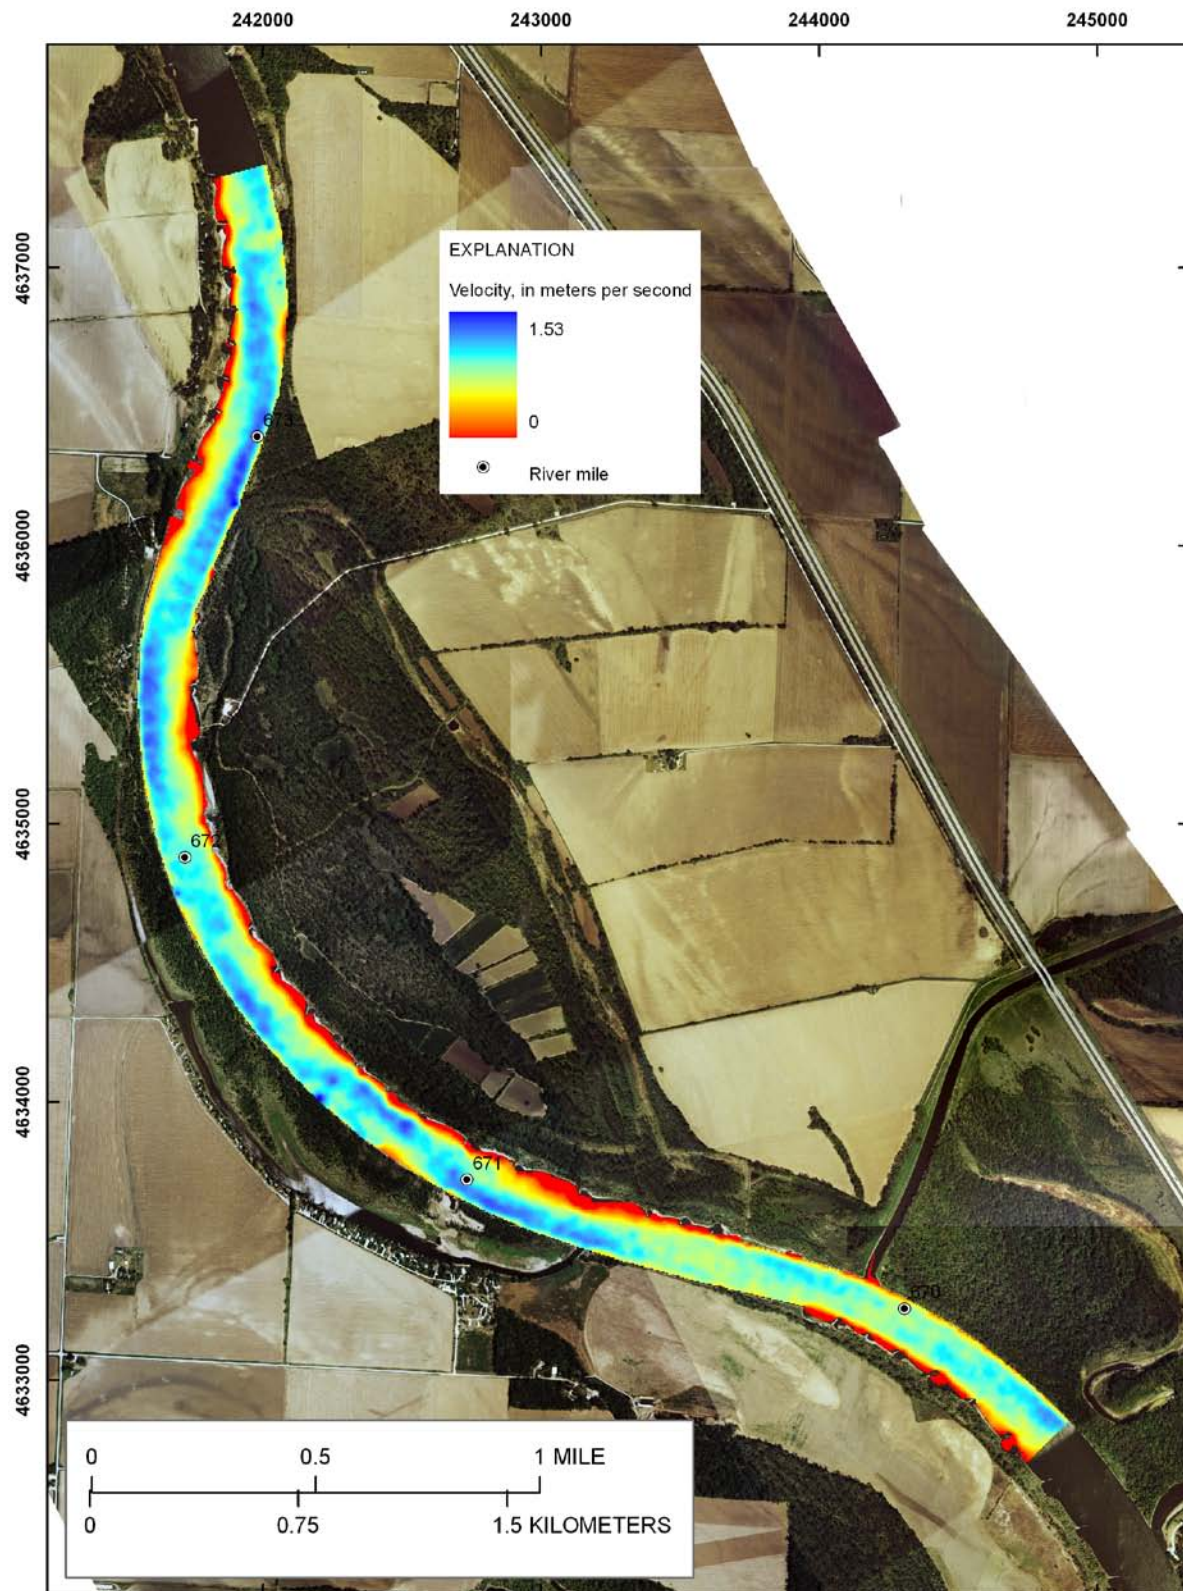 242000 243000 244000 245000
4637000
4636000
4635000
4634000
4633000
EXPLANATION
Velocity, in meters per second
1.53
0
River mile
673
672
671
670
0 0.5 1 MILE
0 0.75 1.5 KILOMETERS